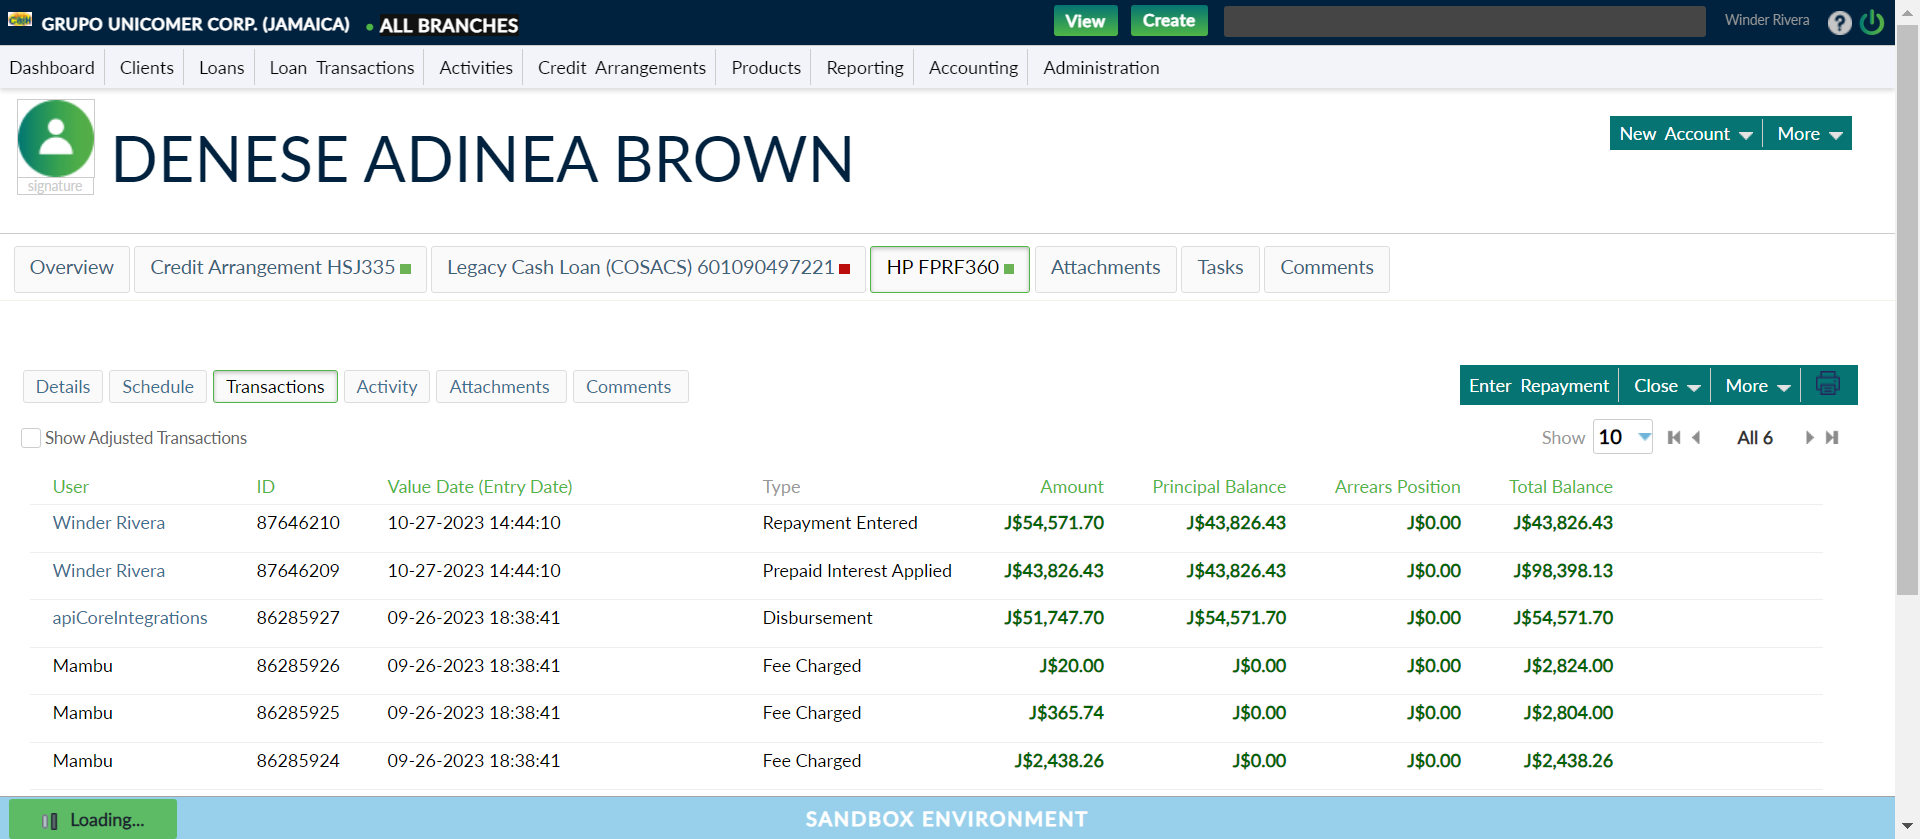 Cash GRUPO UNICOMER CORP. (JAMAICA) • ALL BRANCHES View Create Winder Rivera ?
Dashboard Clients Loans Loan Transactions Activities Credit Arrangements Products Reporting Accounting Administration
signature
DENESE ADINEA BROWN
New Account More
Overview Credit Arrangement HSJ335 Legacy Cash Loan (COSACS) 601090497221 HP FPRF360 Attachments Tasks Comments
Details Schedule Transactions Activity Attachments Comments Enter Repayment Close More
Show Adjusted Transactions Show 10 All 6
User ID Value Date (Entry Date) Type Amount Principal Balance Arrears Position Total Balance
Winder Rivera 87646210 10-27-2023 14:44:10 Repayment Entered J$54,571.70 J$43,826.43 J$0.00 J$43,826.43
Winder Rivera 87646209 10-27-2023 14:44:10 Prepaid Interest Applied J$43,826.43 J$43,826.43 J$0.00 J$98,398.13
apiCoreIntegrations 86285927 09-26-2023 18:38:41 Disbursement J$51,747.70 J$54,571.70 J$0.00 J$54,571.70
Mambu 86285926 09-26-2023 18:38:41 Fee Charged J$20.00 J$0.00 J$0.00 J$2,824.00
Mambu 86285925 09-26-2023 18:38:41 Fee Charged J$365.74 J$0.00 J$0.00 J$2,804.00
Mambu 86285924 09-26-2023 18:38:41 Fee Charged J$2,438.26 J$0.00 J$0.00 J$2,438.26
Loading... SANDBOX ENVIRONMENT